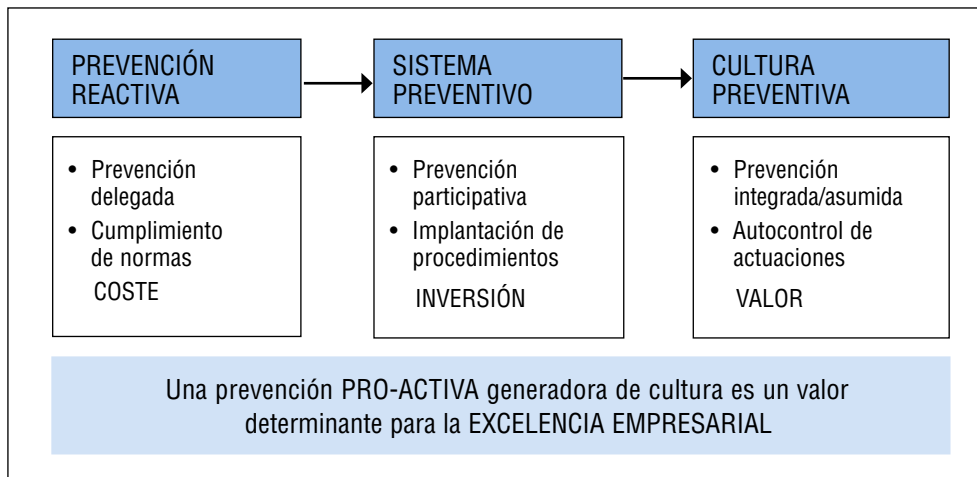 PREVENCIÓN
REACTIVA
SISTEMA
PREVENTIVO
CULTURA
PREVENTIVA
• Prevención
delegada
• Cumplimiento
de normas
COSTE
• Prevención
participativa
• Implantación de
procedimientos
INVERSIÓN
• Prevención
integrada/asumida
• Autocontrol de
actuaciones
VALOR
Una prevención PRO-ACTIVA generadora de cultura es un valor
determinante para la EXCELENCIA EMPRESARIAL